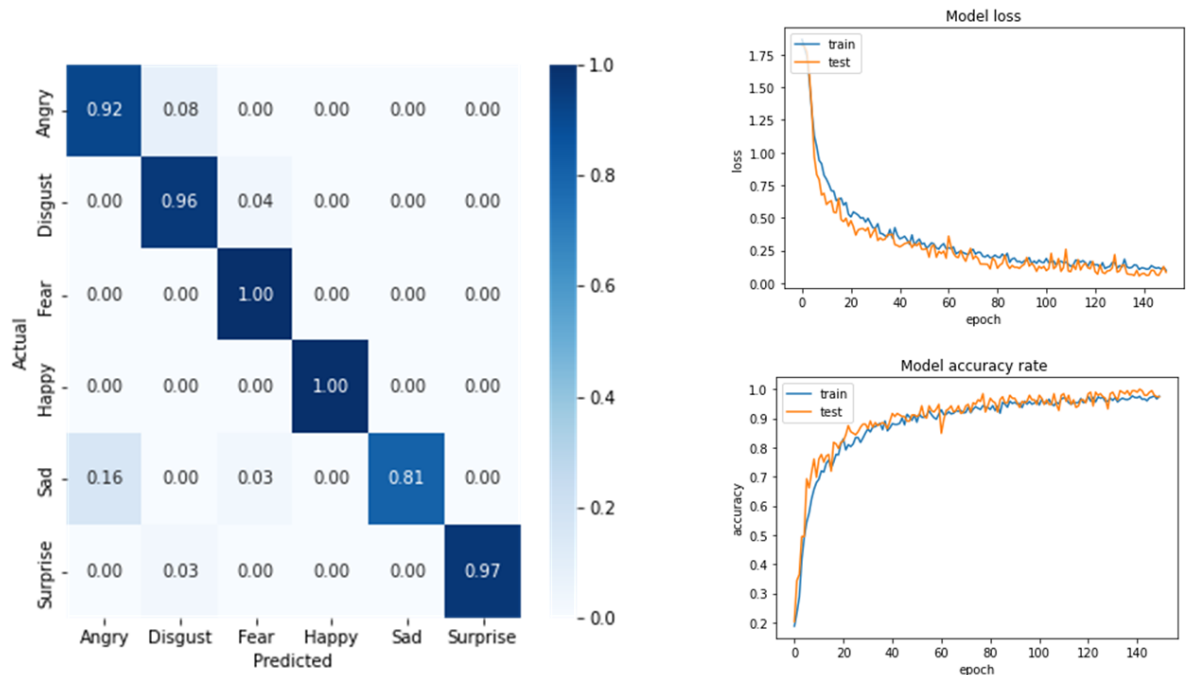 Angry 0.92 0.08 0.00 0.00 0.00 0.00
Disgust 0.00 0.96 0.04 0.00 0.00 0.00
Fear 0.00 0.00 1.00 0.00 0.00 0.00
Happy 0.00 0.00 0.00 1.00 0.00 0.00
Sad 0.16 0.00 0.03 0.00 0.81 0.00
Surprise 0.00 0.03 0.00 0.00 0.00 0.97
Actual
Angry Disgust Fear Happy Sad Surprise
Predicted
1.0
0.8
0.6
0.4
0.2
0.0
Model loss
train
test
1.75
1.50
1.25
1.00
0.75
0.50
0.25
0.00
loss
0 20 40 60 80 100 120 140
epoch
Model accuracy rate
train
test
1.0
0.9
0.8
0.7
0.6
0.5
0.4
0.3
0.2
accuracy
0 20 40 60 80 100 120 140
epoch